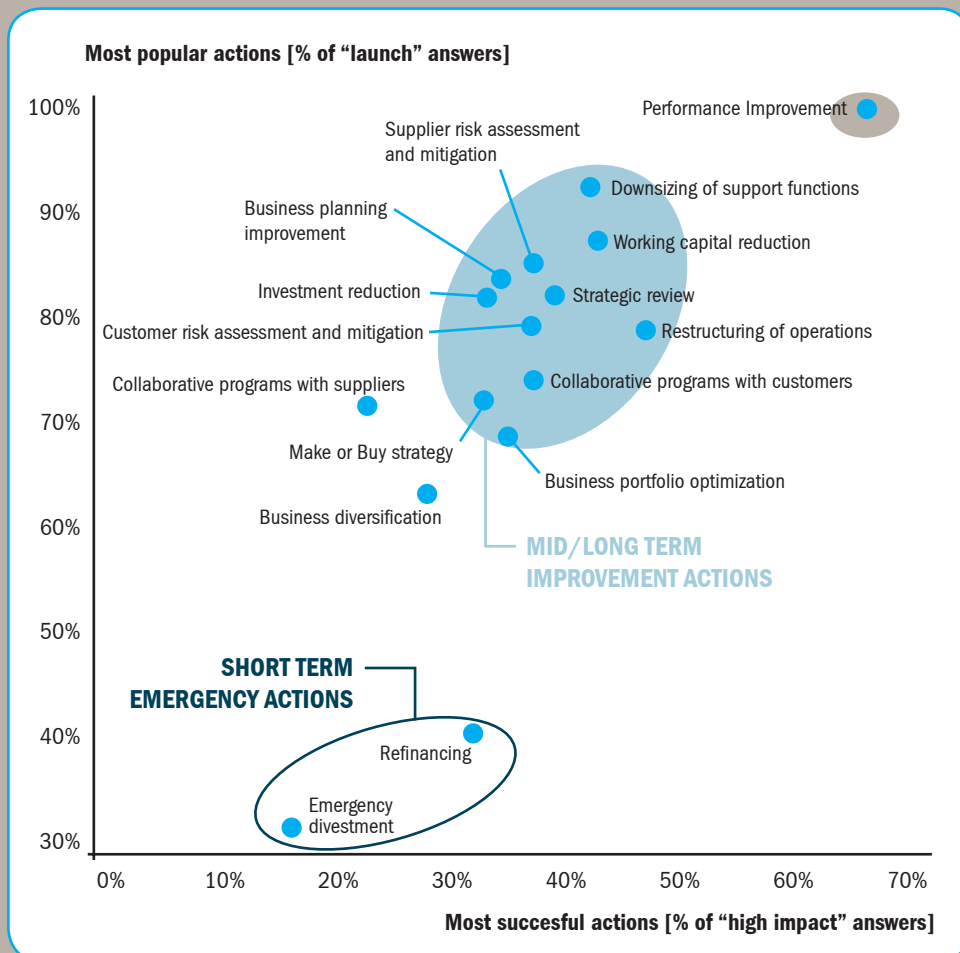 Most popular actions [% of “launch” answers]
100%
90%
80%
70%
60%
50%
40%
30%
Performance Improvement
Supplier risk assessment
and mitigation
Downsizing of support functions
Business planning
improvement
Working capital reduction
Investment reduction
Strategic review
Customer risk assessment and mitigation
Restructuring of operations
Collaborative programs with suppliers
Collaborative programs with customers
Make or Buy strategy
Business portfolio optimization
Business diversification
MID/LONG TERM
IMPROVEMENT ACTIONS
SHORT TERM
EMERGENCY ACTIONS
Refinancing
Emergency
divestment
0% 10% 20% 30% 40% 50% 60% 70%
Most succesful actions [% of “high impact” answers]